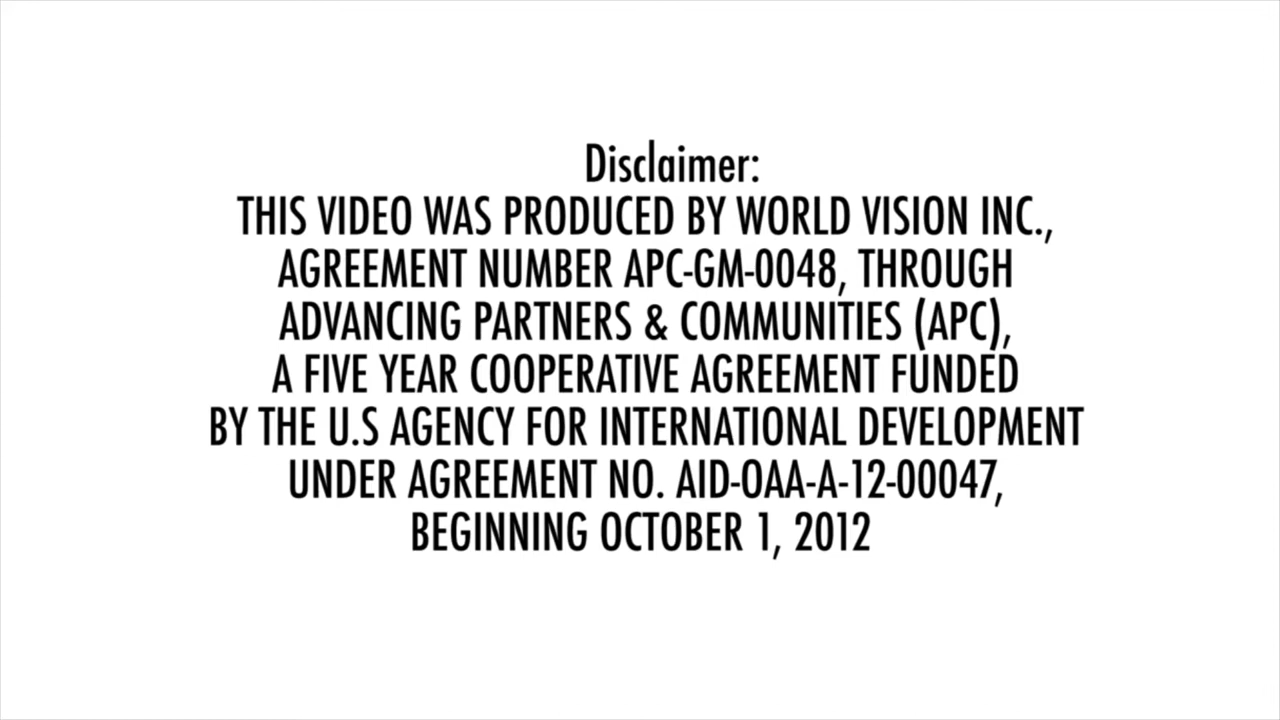 Disclaimer:
THIS VIDEO WAS PRODUCED BY WORLD VISION INC.,
AGREEMENT NUMBER APC-GM-0048, THROUGH
ADVANCING PARTNERS & COMMUNITIES (APC),
A FIVE YEAR COOPERATIVE AGREEMENT FUNDED
BY THE U.S AGENCY FOR INTERNATIONAL DEVELOPMENT
UNDER AGREEMENT NO. AID-OAA-A-12-00047,
BEGINNING OCTOBER 1, 2012